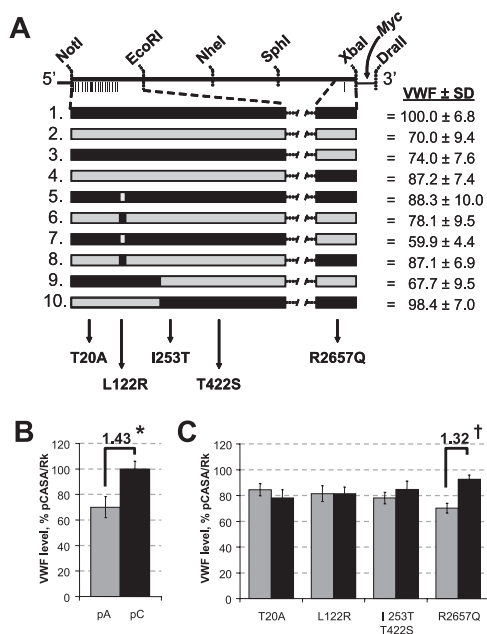 A
NotI EcoRI NheI SphI XbaI Myc DraII
5' 3'
VWF ± SD
1. = 100.0 ± 6.8
2. = 70.0 ± 9.4
3. = 74.0 ± 7.6
4. = 87.2 ± 7.4
5. = 88.3 ± 10.0
6. = 78.1 ± 9.5
7. = 59.9 ± 4.4
8. = 87.1 ± 6.9
9. = 67.7 ± 9.5
10. = 98.4 ± 7.0
T20A I253T R2657Q
L122R T422S
B
VWF level, % pCASA/Rk
120
100
80
60
40
20
0
1.43 *
pA pC
C
VWF level, % pCASA/Rk
120
100
80
60
40
20
0
1.32 †
T20A L122R I 253T R2657Q
T422S